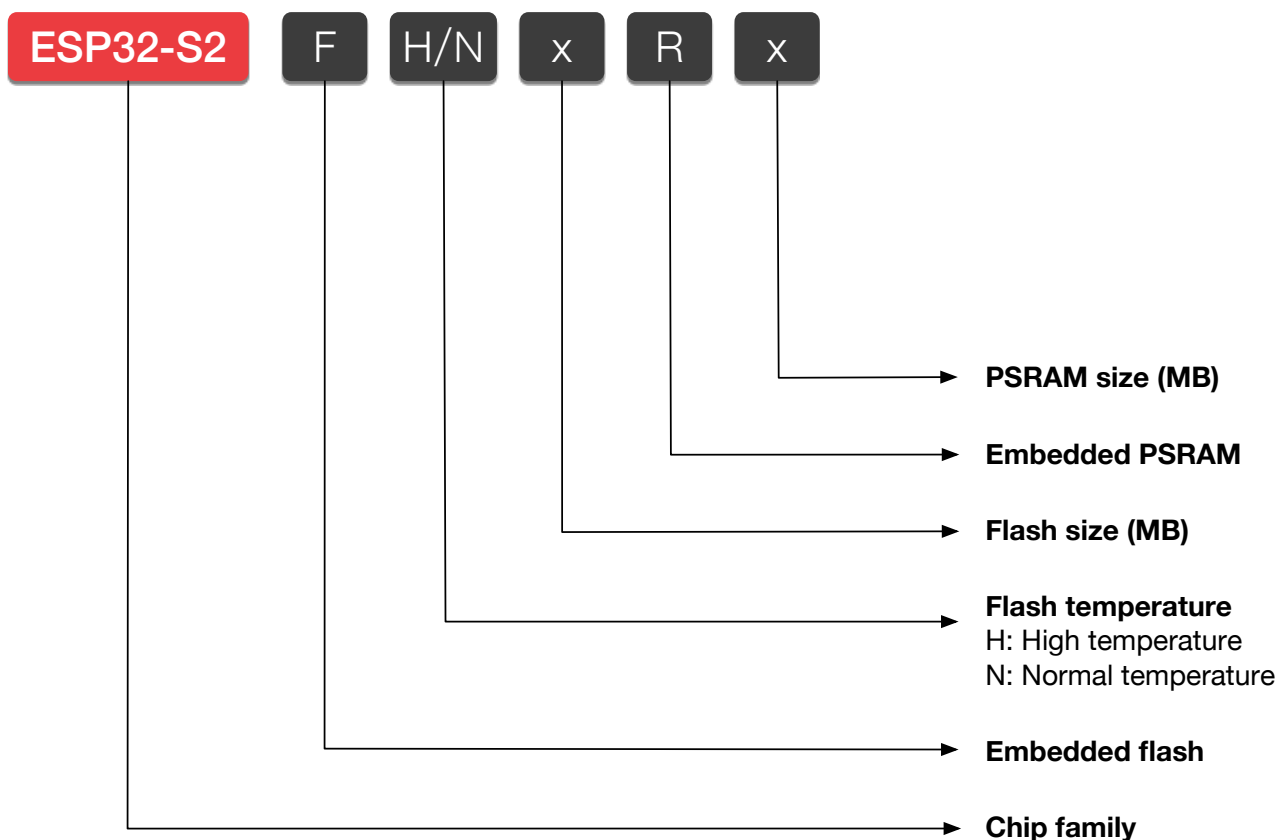 ESP32-S2 F H/N x R x
PSRAM size (MB)
Embedded PSRAM
Flash size (MB)
Flash temperature
H: High temperature
N: Normal temperature
Embedded flash
Chip family